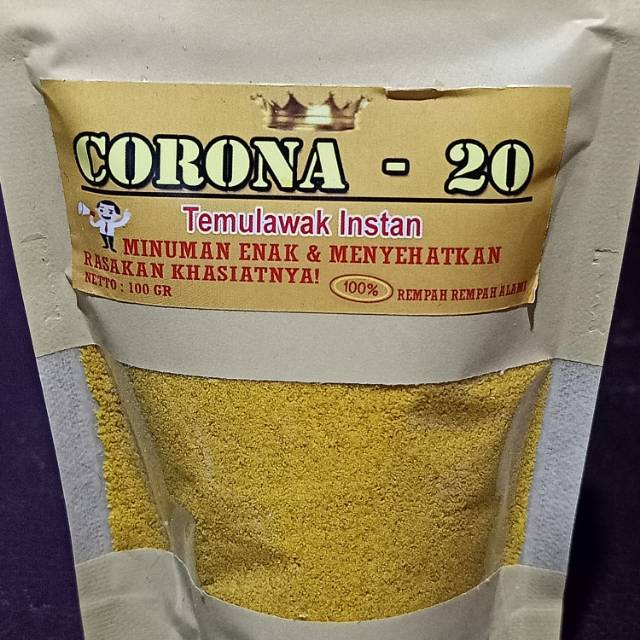 CORONA - 20
Temulawak Instan
MINUMAN ENAK & MENYEHATKAN
RASAKAN KHASIATNYA!
NETTO : 100 GR
100% REMPAH REMPAH ALAMI